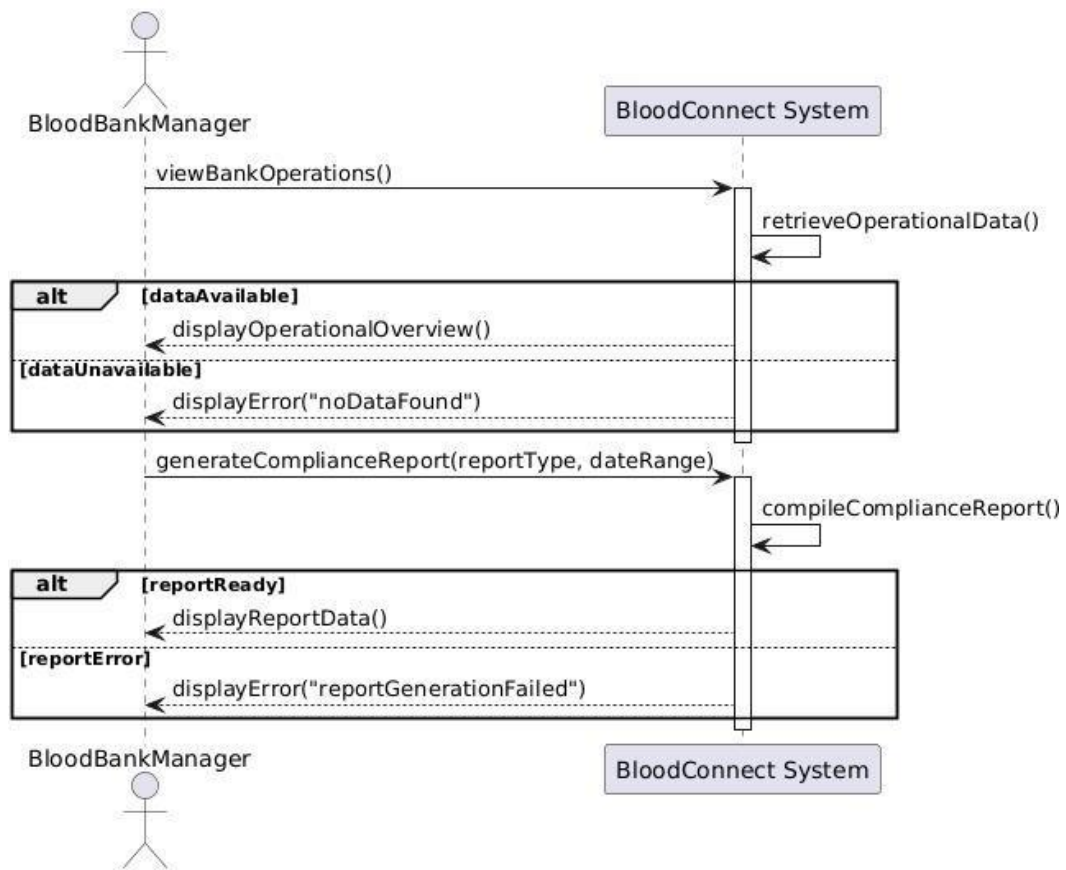 BloodBankManager
BloodConnect System
viewBankOperations()
retrieveOperationalData()
alt [dataAvailable]
displayOperationalOverview()
[dataUnavailable]
displayError("noDataFound")
generateComplianceReport(reportType, dateRange)
compileComplianceReport()
alt [reportReady]
displayReportData()
[reportError]
displayError("reportGenerationFailed")
BloodBankManager
BloodConnect System